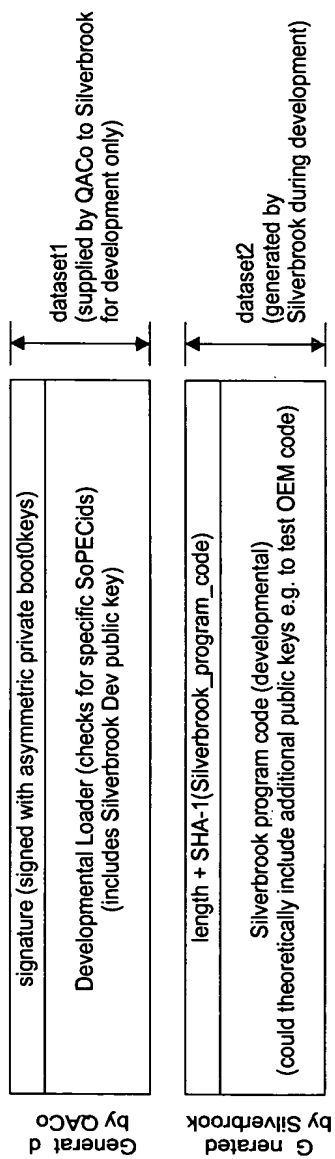 Generat d
by QACo
signature (signed with asymmetric private boot0keys)
Developmental Loader (checks for specific SoPECids)
(includes Silverbrook Dev public key)
dataset1
(supplied by QACo to Silverbrook
for development only)
G nerated
by Silverbrook
length + SHA-1(Silverbrook_program_code)
Silverbrook program code (developmental)
(could theoretically include additional public keys e.g. to test OEM code)
dataset2
(generated by
Silverbrook during development)